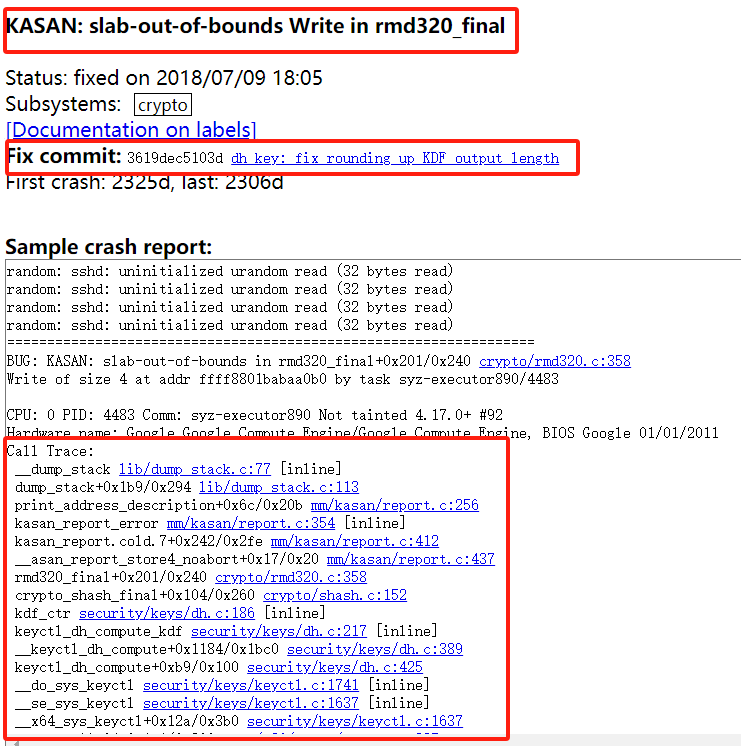 KASAN: slab-out-of-bounds Write in rmd320_final
Status: fixed on 2018/07/09 18:05
Subsystems: crypto
[Documentation on labels]
Fix commit: 3619dec5103d dh key: fix rounding up KDF output length
First crash: 2325d, last: 2306d
Sample crash report:
random: sshd: uninitialized urandom read (32 bytes read)
random: sshd: uninitialized urandom read (32 bytes read)
random: sshd: uninitialized urandom read (32 bytes read)
random: sshd: uninitialized urandom read (32 bytes read)
==================================================================
BUG: KASAN: slab-out-of-bounds in rmd320_final+0x201/0x240 crypto/rmd320.c:358
Write of size 4 at addr ffff8801babaa0b0 by task syz-executor890/4483
CPU: 0 PID: 4483 Comm: syz-executor890 Not tainted 4.17.0+ #92
Hardware name: Google Google Compute Engine/Google Compute Engine, BIOS Google 01/01/2011
Call Trace:
__dump_stack lib/dump_stack.c:77 [inline]
dump_stack+0x1b9/0x294 lib/dump_stack.c:113
print_address_description+0x6c/0x20b mm/kasan/report.c:256
kasan_report_error mm/kasan/report.c:354 [inline]
kasan_report.cold.7+0x242/0x2fe mm/kasan/report.c:412
__asan_report_store4_noabort+0x17/0x20 mm/kasan/report.c:437
rmd320_final+0x201/0x240 crypto/rmd320.c:358
crypto_shash_final+0x104/0x260 crypto/shash.c:152
kdf_ctr security/keys/dh.c:186 [inline]
keyctl_dh_compute_kdf security/keys/dh.c:217 [inline]
__keyctl_dh_compute+0x1184/0x1bc0 security/keys/dh.c:389
keyctl_dh_compute+0xb9/0x100 security/keys/dh.c:425
__do_sys_keyctl security/keys/keyctl.c:1741 [inline]
__se_sys_keyctl security/keys/keyctl.c:1637 [inline]
__x64_sys_keyctl+0x12a/0x3b0 security/keys/keyctl.c:1637